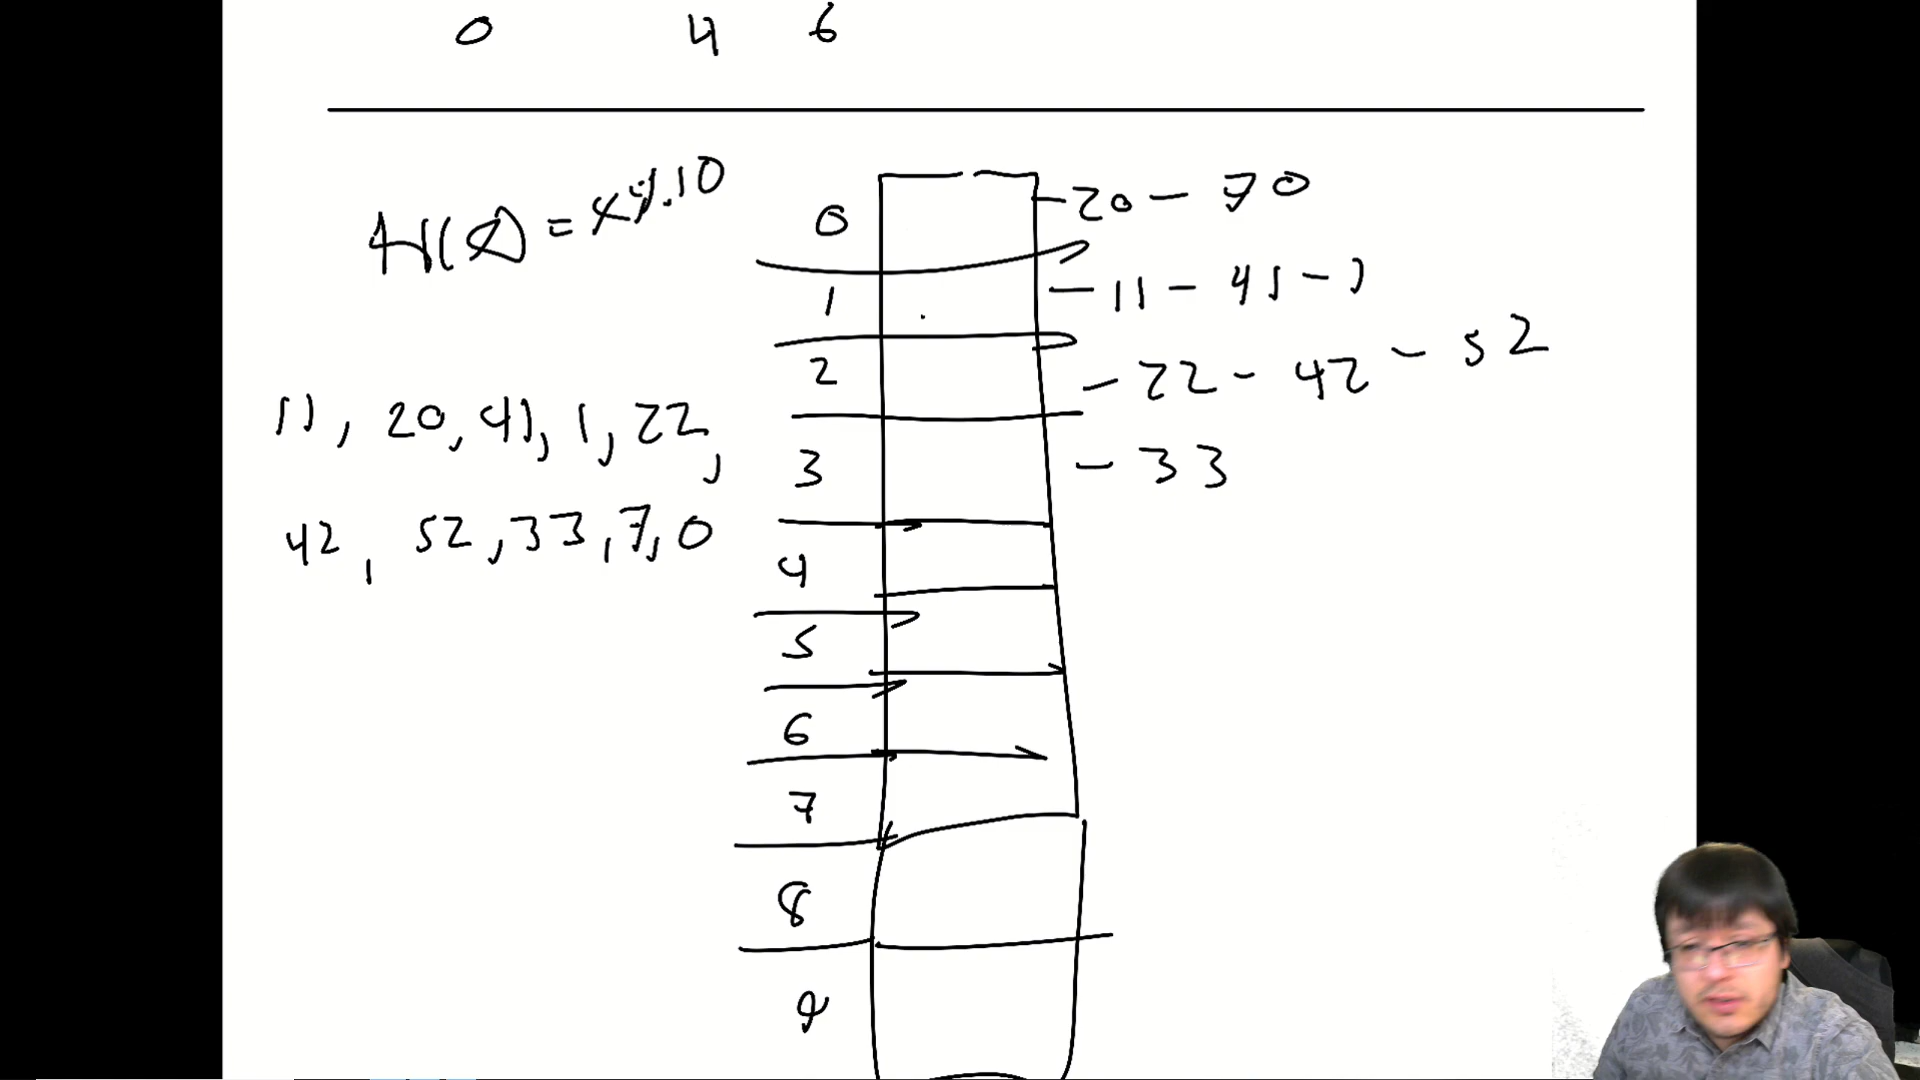 0 4 6
H(x) = x % 10
0 - 20 - 70
1 - 11 - 41 - 1
2 - 22 - 42 - 52
11, 20, 41, 1, 22,
3 - 33
42, 52, 33, 7, 0
4
5
6
7
8
9